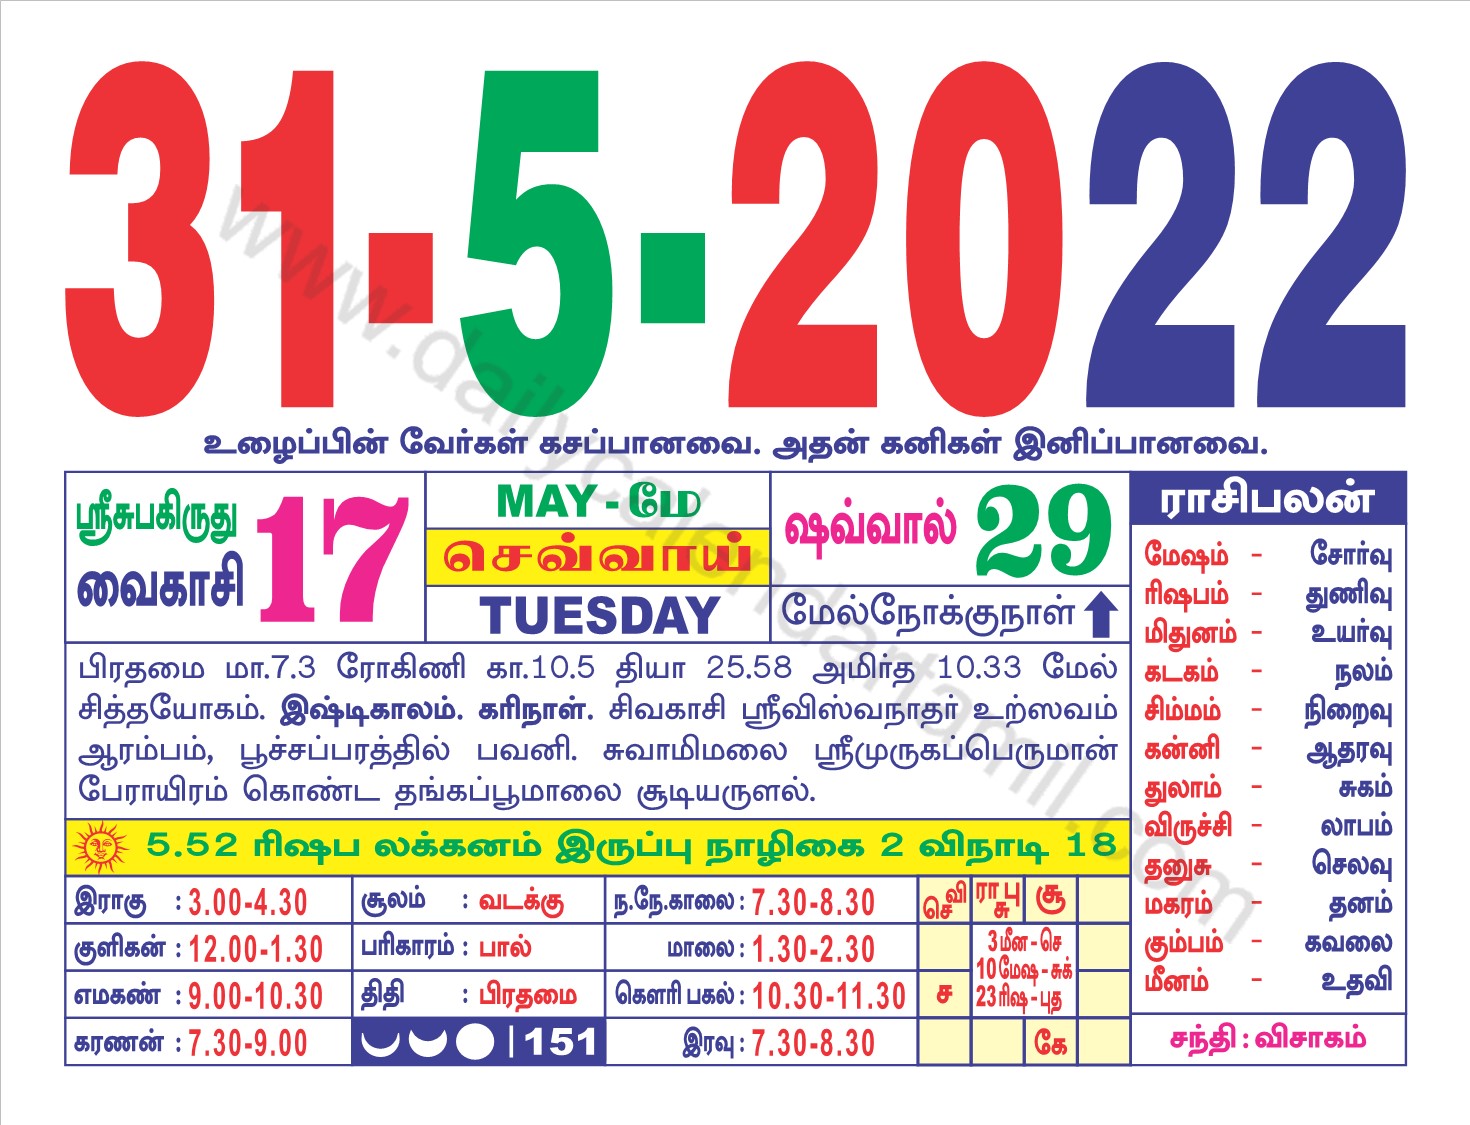 31-5-2022
உழைப்பின் வேர்கள் கசப்பானவை. அதன் கனிகள் இனிப்பானவை.
ஸ்ரீசுபகிருது
வைகாசி 17
MAY - மே
செவ்வாய்
TUESDAY
ஷவ்வால் 29
மேல்நோக்குநாள்
பிரதமை மா.7.3 ரோகிணி கா.10.5 தியா 25.58 அமிர்த 10.33 மேல்
சித்தயோகம். இஷ்டிகாலம். கரிநாள். சிவகாசி ஸ்ரீவிஸ்வநாதர் உற்ஸவம்
ஆரம்பம், பூச்சப்பரத்தில் பவனி. சுவாமிமலை ஸ்ரீமுருகப்பெருமான்
பேராயிரம் கொண்ட தங்கப்பூமாலை சூடியருளல்.
5.52 ரிஷப லக்கனம் இருப்பு நாழிகை 2 விநாடி 18
இராகு : 3.00-4.30
குளிகன் : 12.00-1.30
எமகண் : 9.00-10.30
கரணன் : 7.30-9.00
சூலம் : வடக்கு
பரிகாரம் : பால்
திதி : பிரதமை
151
ந.நே.காலை : 7.30-8.30
மாலை : 1.30-2.30
கௌரி பகல் : 10.30-11.30
இரவு : 7.30-8.30
செ வி
ரா பு
சு
சூ
3 மீன - செ
10 மேஷ - சுக்
23 ரிஷ - புத
ச
கே
ராசிபலன்
மேஷம் - சோர்வு
ரிஷபம் - துணிவு
மிதுனம் - உயர்வு
கடகம் - நலம்
சிம்மம் - நிறைவு
கன்னி - ஆதரவு
துலாம் - சுகம்
விருச்சி - லாபம்
தனுசு - செலவு
மகரம் - தனம்
கும்பம் - கவலை
மீனம் - உதவி
சந்தி : விசாகம்
www.dailycalendartamil.com